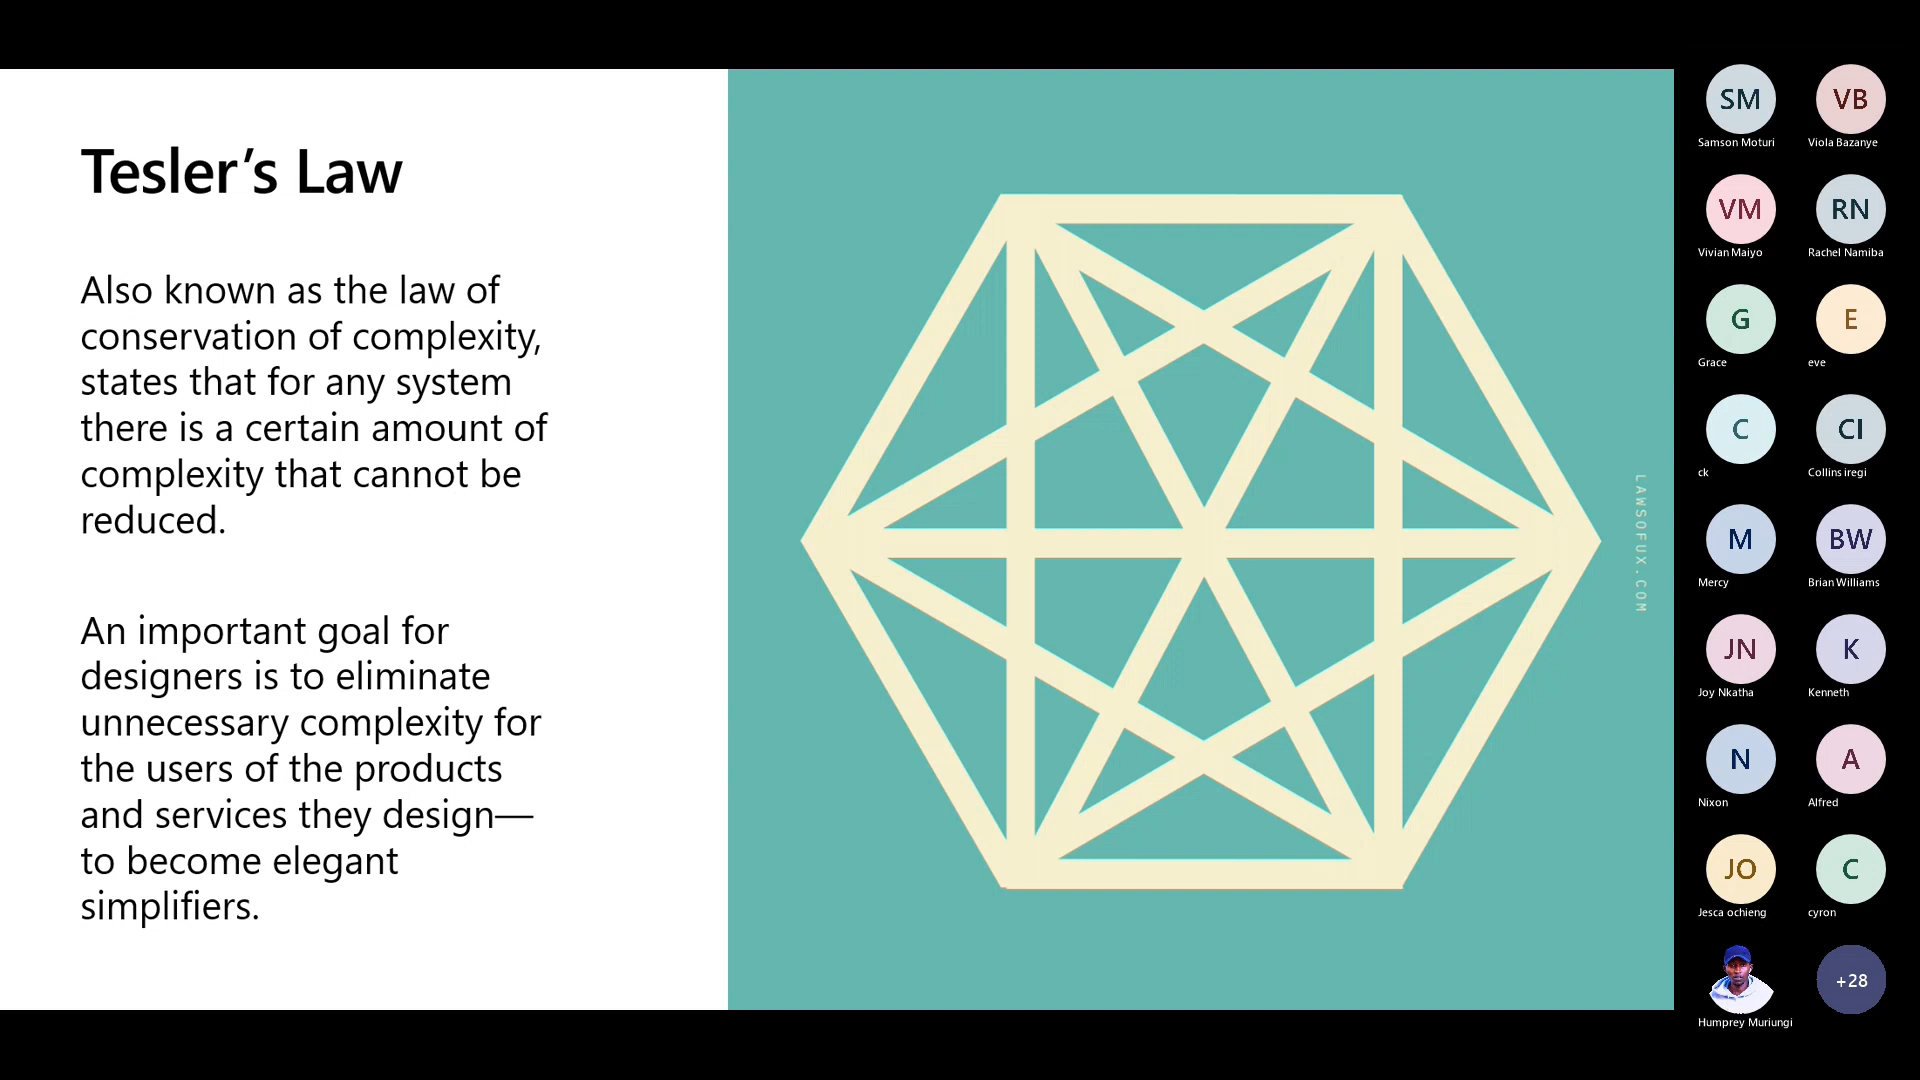 Tesler’s Law
Also known as the law of
conservation of complexity,
states that for any system
there is a certain amount of
complexity that cannot be
reduced.
An important goal for
designers is to eliminate
unnecessary complexity for
the users of the products
and services they design—
to become elegant
simplifiers.
LAWSOFUX.COM
SM
Samson Moturi
VB
Viola Bazanye
VM
Vivian Maiyo
RN
Rachel Namiba
G
Grace
E
eve
C
ck
CI
Collins iregi
M
Mercy
BW
Brian Williams
JN
Joy Nkatha
K
Kenneth
N
Nixon
A
Alfred
JO
Jesca ochieng
C
cyron
Humprey Muriungi
+28